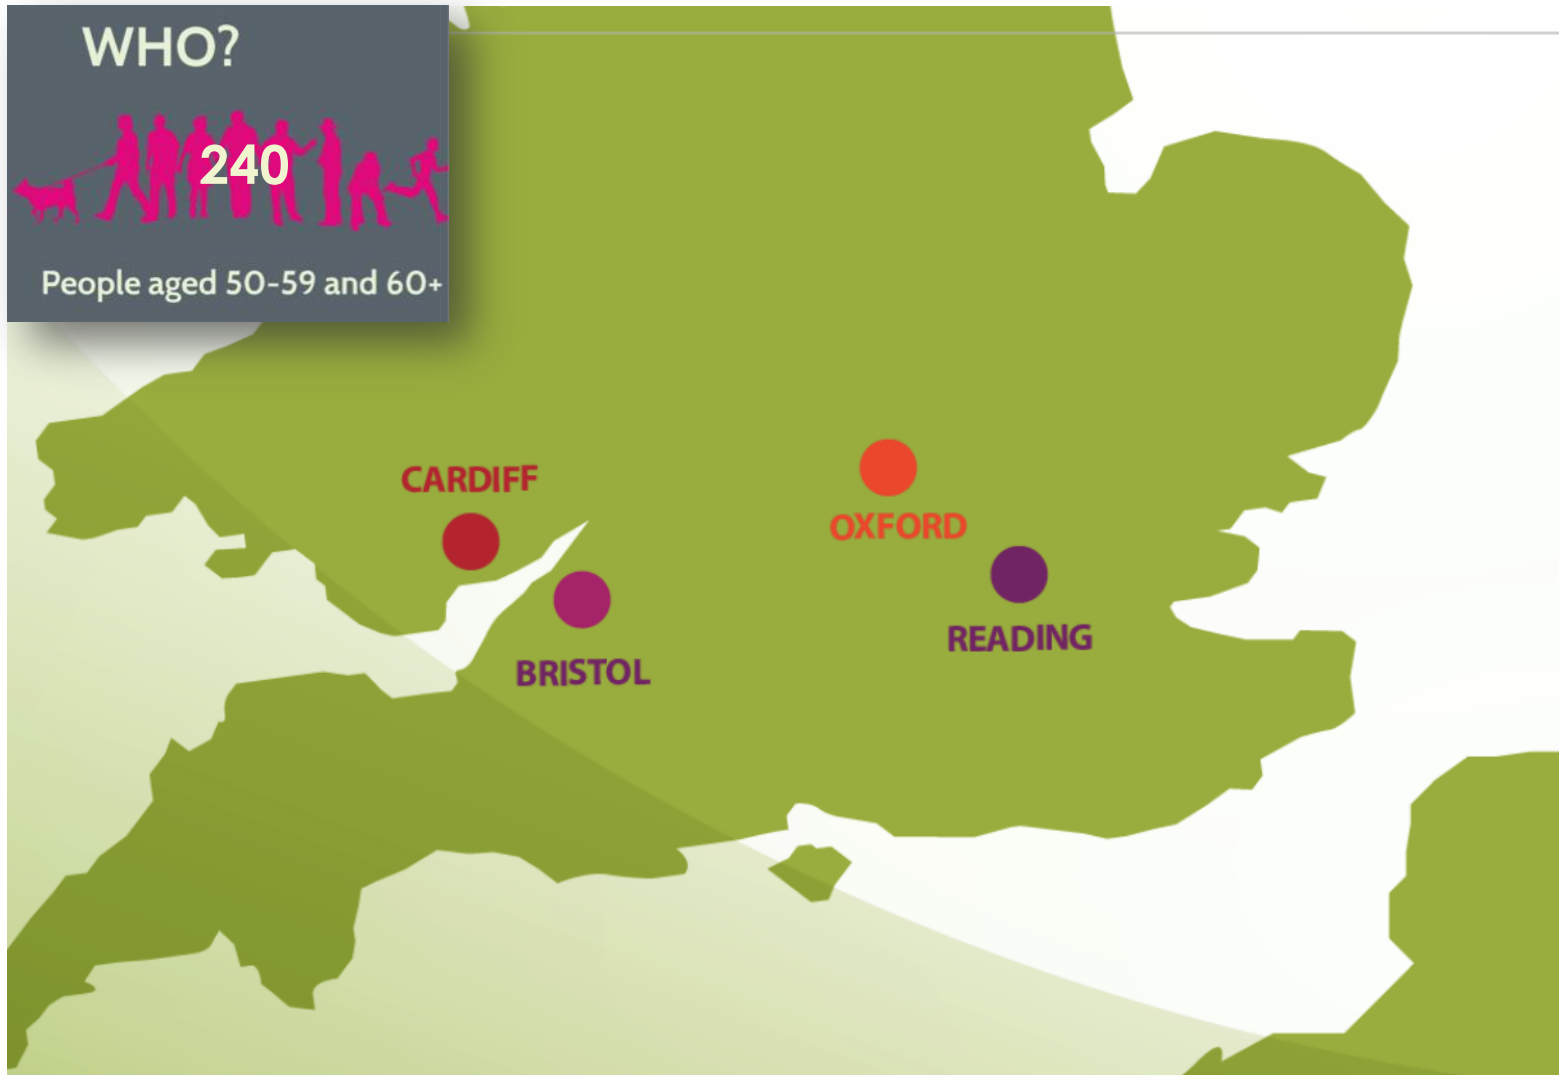 WHO?
240
People aged 50-59 and 60+
CARDIFF
OXFORD
READING
BRISTOL